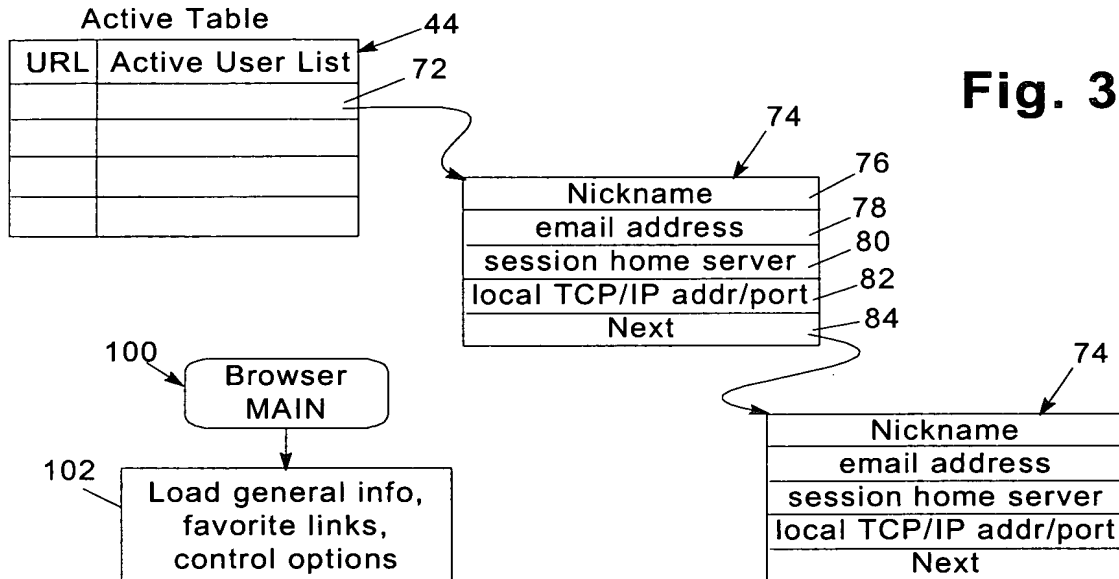 Active Table
44
URL Active User List
72
Fig. 3
74
Nickname
76
email address
78
session home server
80
local TCP/IP addr/port
82
Next
84
100
Browser
MAIN
102
Load general info,
favorite links,
control options
74
Nickname
email address
session home server
local TCP/IP addr/port
Next